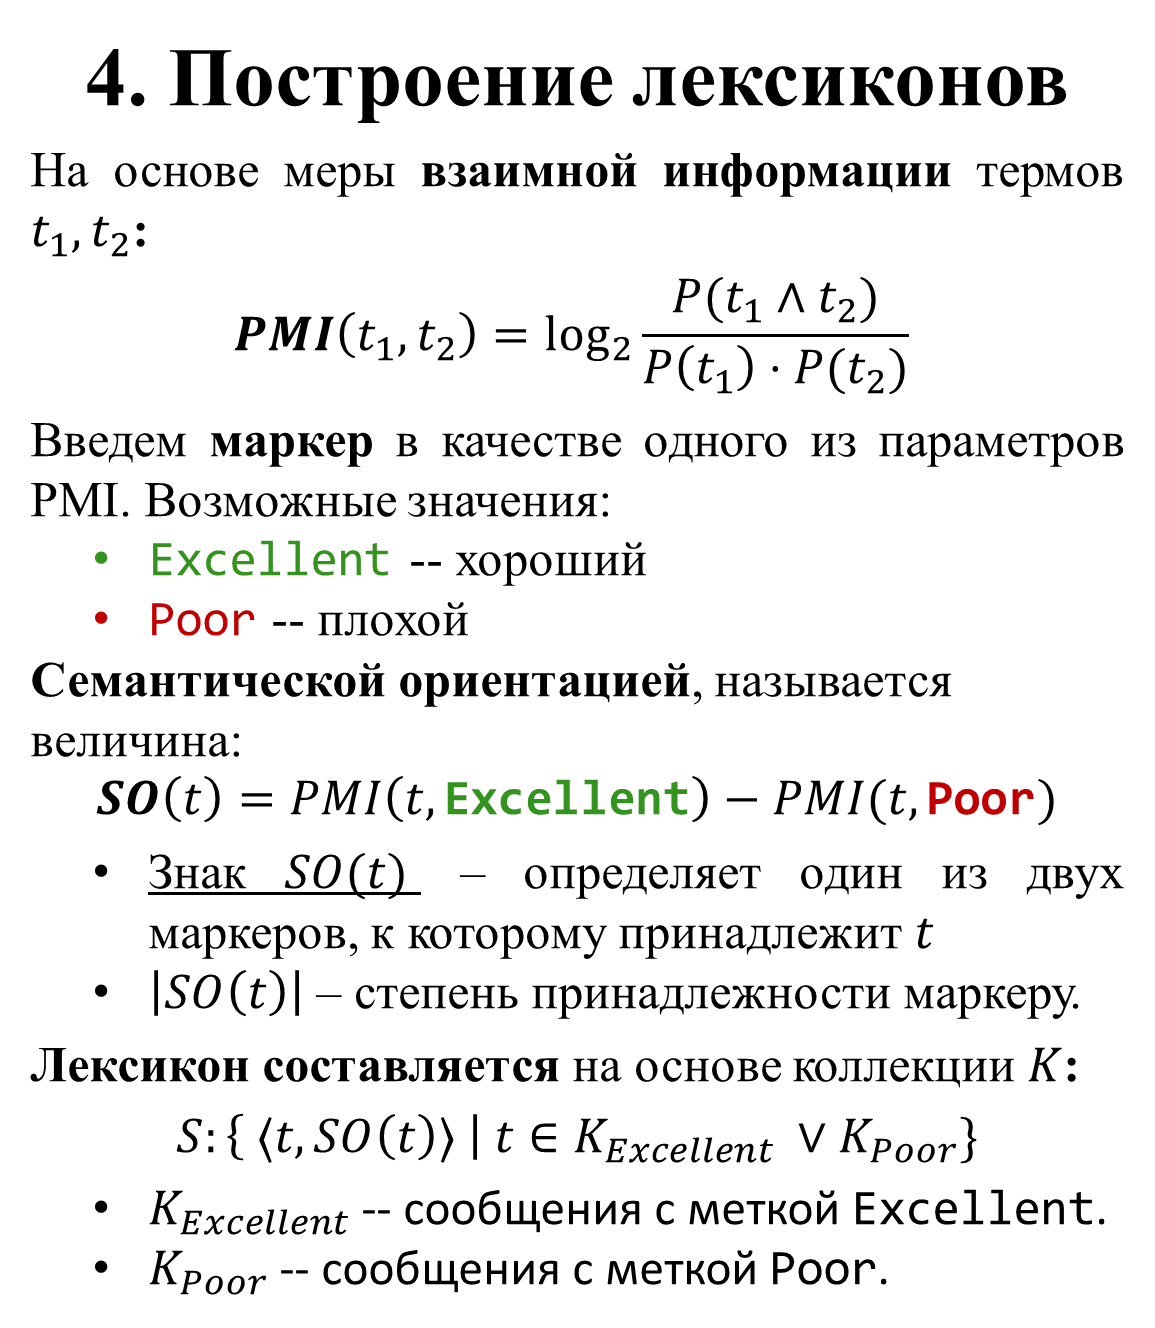 4. Построение лексиконов
На основе меры взаимной информации термов
t₁, t₂:
PMI(t₁, t₂) = log₂ P(t₁ ∧ t₂) / P(t₁) · P(t₂)
Введем маркер в качестве одного из параметров
PMI. Возможные значения:
• Excellent -- хороший
• Poor -- плохой
Семантической ориентацией, называется
величина:
SO(t) = PMI(t, Excellent) − PMI(t, Poor)
• Знак SO(t) – определяет один из двух
маркеров, к которому принадлежит t
• |SO(t)| – степень принадлежности маркеру.
Лексикон составляется на основе коллекции K:
S: { ⟨t, SO(t)⟩ | t ∈ K_Excellent ∨ K_Poor}
• K_Excellent -- сообщения с меткой Excellent.
• K_Poor -- сообщения с меткой Poor.